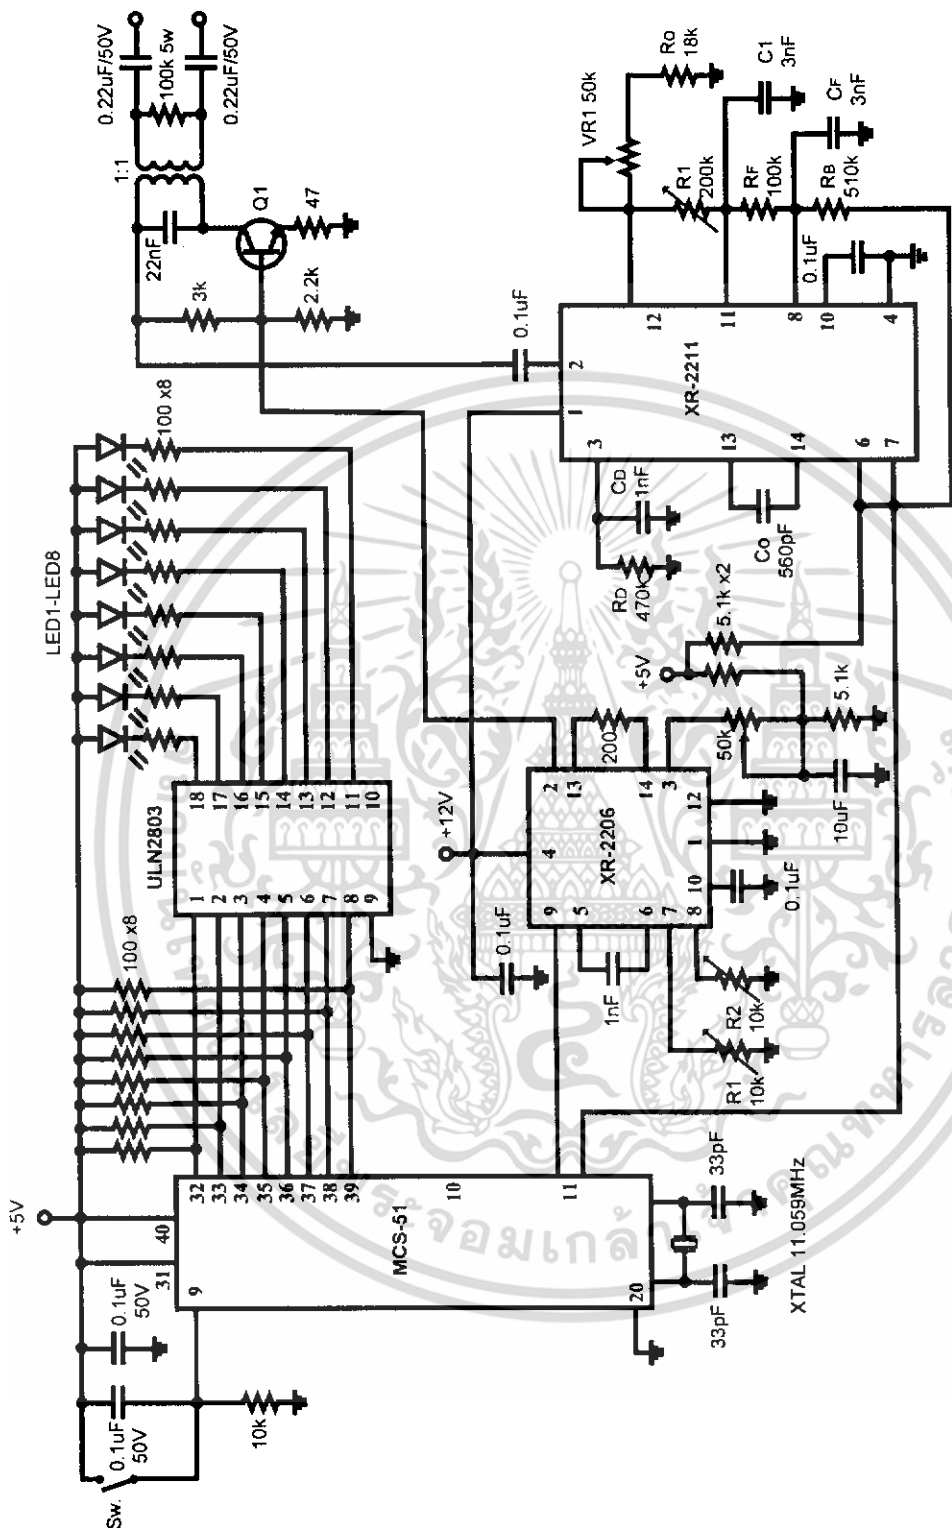 Sw.
0.1uF
50V
0.1uF
50V
10k
+5V
31
40
9
MCS-51
32
33
34
35
36
37
38
39
10
11
20
33pF
33pF
XTAL 11.059MHz
100 x8
ULN2803
1
2
3
4
5
6
7
8
9
18
17
16
15
14
13
12
11
10
LED1-LED8
100 x8
+12V
0.1uF
XR-2206
4
9
5
6
7
8
10
1
12
2
13
14
3
1nF
R1
10k
R2
10k
0.1uF
200
50k
10uF
5.1k
+5V
5.1k x2
XR-2211
1
2
3
13
14
6
7
12
11
8
10
4
RD
470k
CD
1nF
CO
560pF
0.1uF
0.1uF
VR1 50k
RO
18k
R1
200k
C1
3nF
RF
100k
CF
3nF
RB
510k
3k
2.2k
22nF
Q1
47
1:1
0.22uF/50V
100k 5w
0.22uF/50V